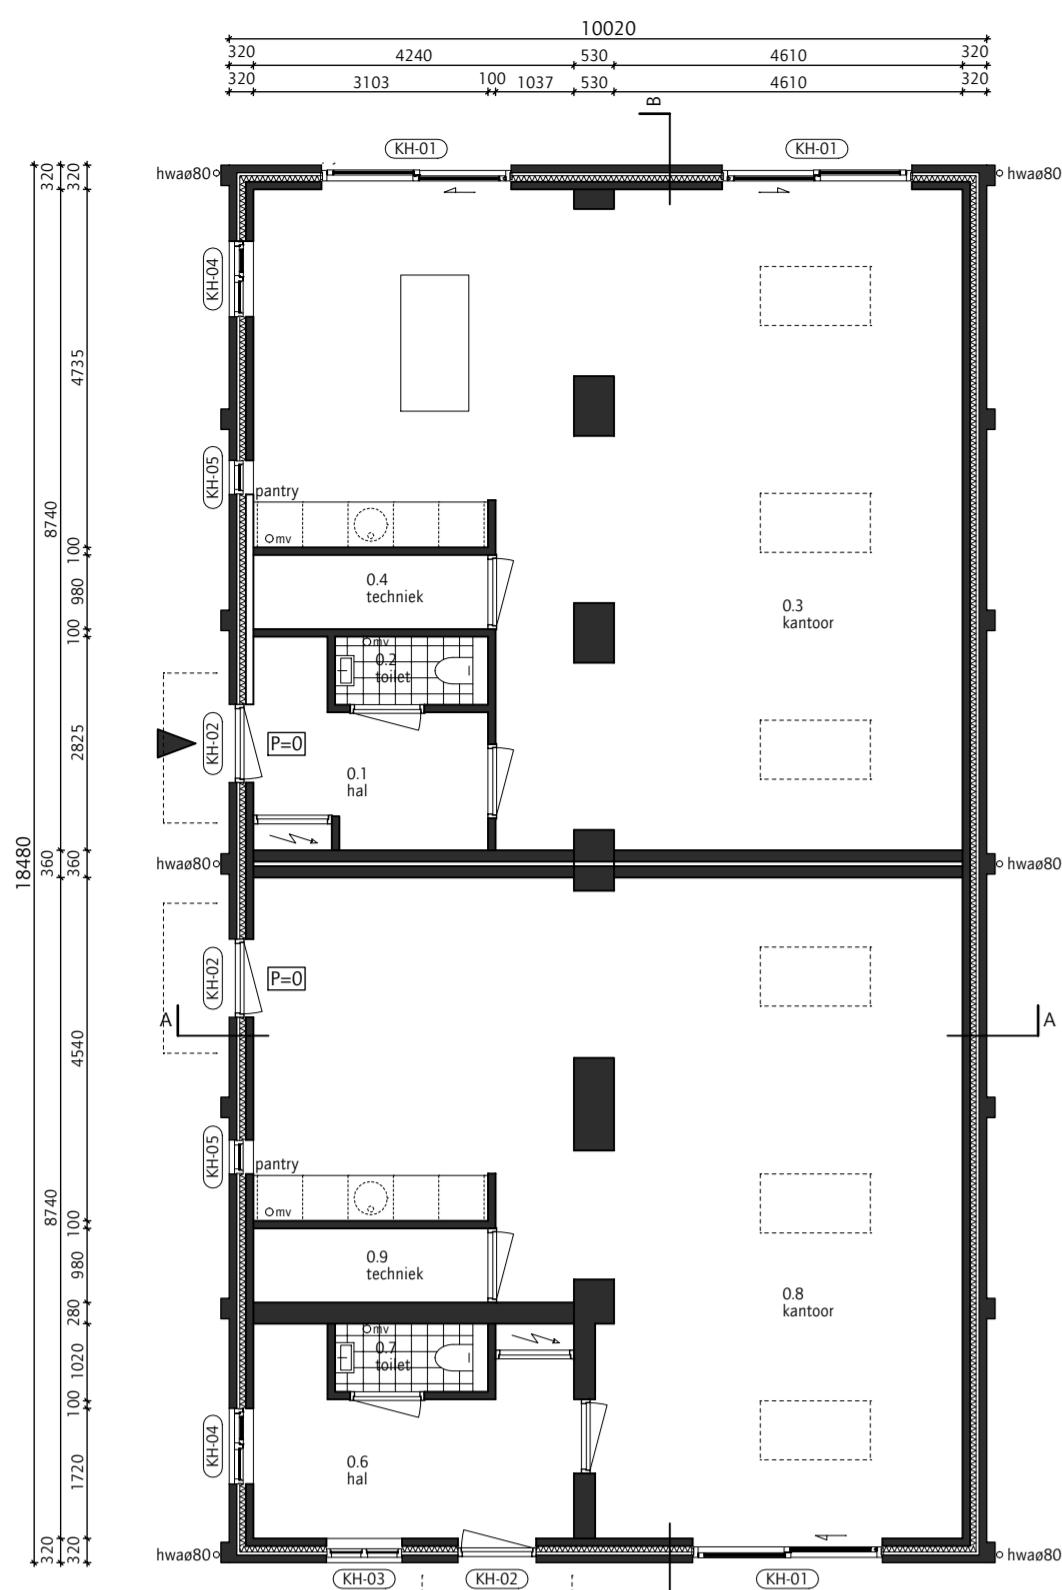 10020
320 4240 530 4610 320
320 3103 100 1037 530 4610 320
B
KH-01 KH-01
hwaø80 hwaø80
320 320
KH-04
4735
KH-05
pantry
mv
8740
100
0.4
techniek
980
0.3
kantoor
100
mv
0.2
toilet
KH-02
P=0
2825
0.1
hal
18480
360 360
hwaø80 hwaø80
KH-02
P=0
A A
4540
KH-05
pantry
mv
8740
100
0.9
techniek
980
0.8
kantoor
280
mv
0.7
toilet
1020
100
KH-04
0.6
hal
1720
320 320
hwaø80 hwaø80
KH-03 KH-02 KH-01